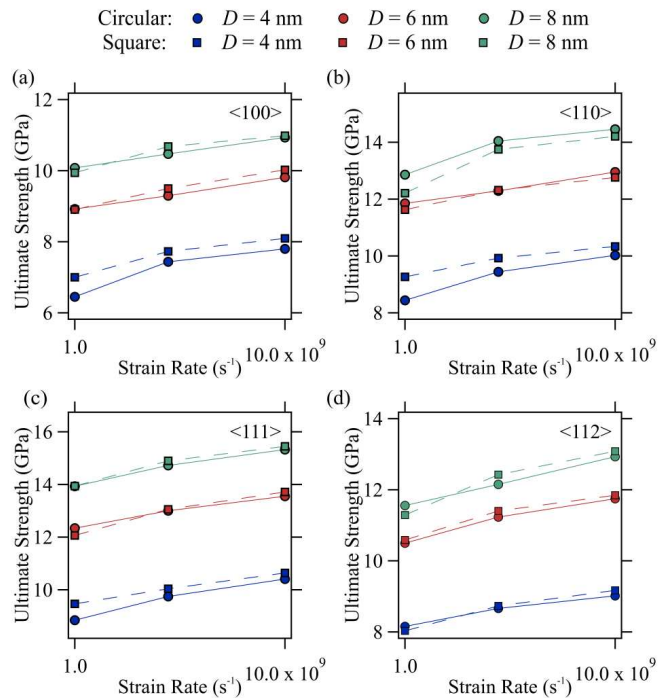 Circular: D = 4 nm D = 6 nm D = 8 nm
Square: D = 4 nm D = 6 nm D = 8 nm
(a)
<100>
Ultimate Strength (GPa)
12
10
8
6
1.0
10.0 x 10⁹
Strain Rate (s⁻¹)
(b)
<110>
Ultimate Strength (GPa)
14
12
10
8
1.0
10.0 x 10⁹
Strain Rate (s⁻¹)
(c)
<111>
Ultimate Strength (GPa)
16
14
12
10
1.0
10.0 x 10⁹
Strain Rate (s⁻¹)
(d)
<112>
Ultimate Strength (GPa)
14
12
10
8
1.0
10.0 x 10⁹
Strain Rate (s⁻¹)